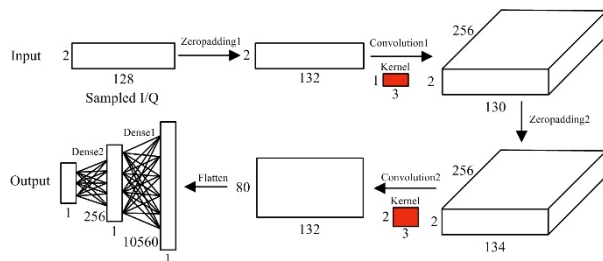 Input
2
128
Sampled I/Q
Zeropadding1
2
132
Convolution1
Kernel
1
3
256
2
130
Zeropadding2
256
2
134
Convolution2
Kernel
2
3
80
132
Flatten
Dense1
10560
1
Dense2
256
1
Output
1